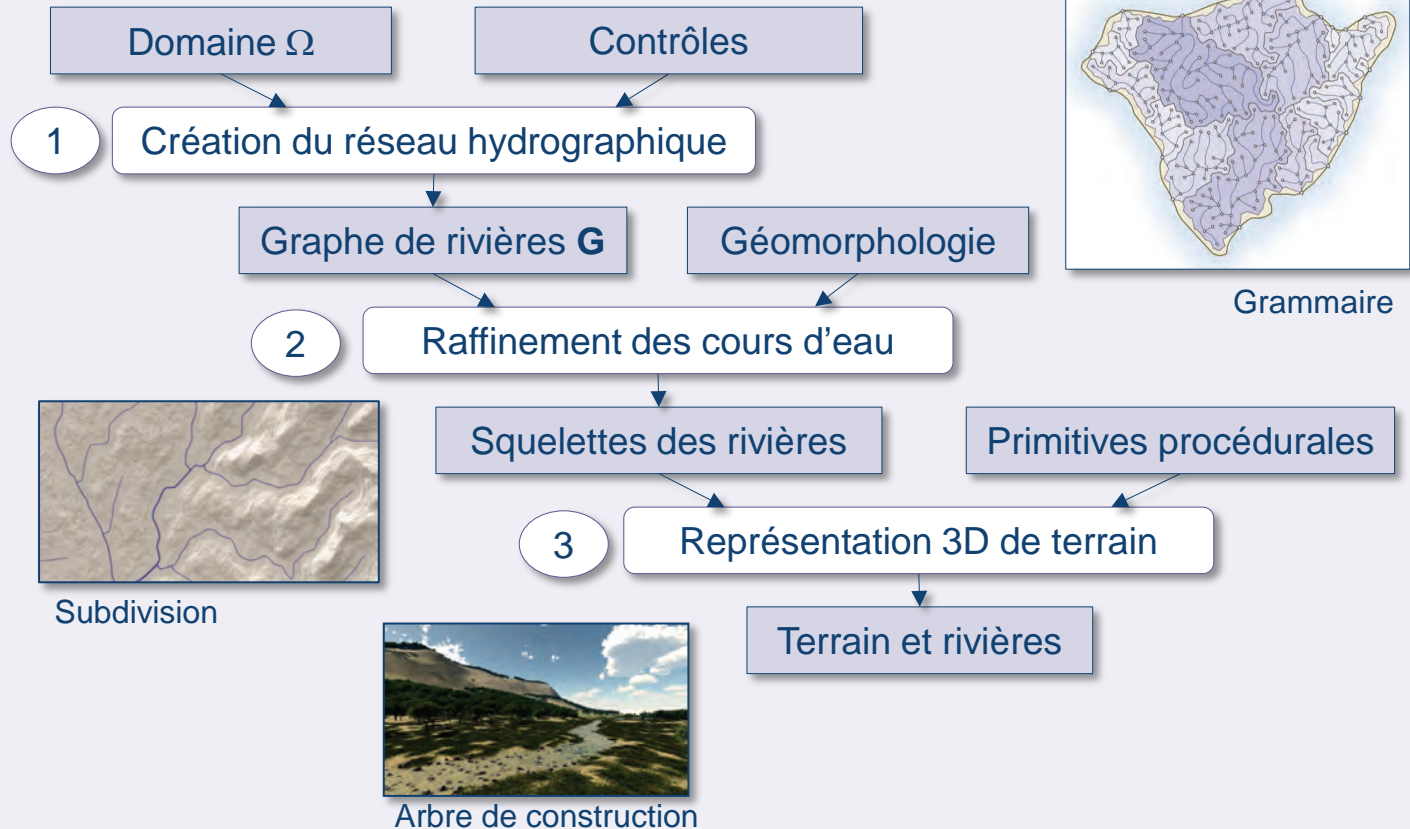 Domaine Ω
Contrôles
1
Création du réseau hydrographique
Graphe de rivières G
Géomorphologie
Grammaire
2
Raffinement des cours d'eau
Squelettes des rivières
Primitives procédurales
3
Représentation 3D de terrain
Subdivision
Terrain et rivières
Arbre de construction